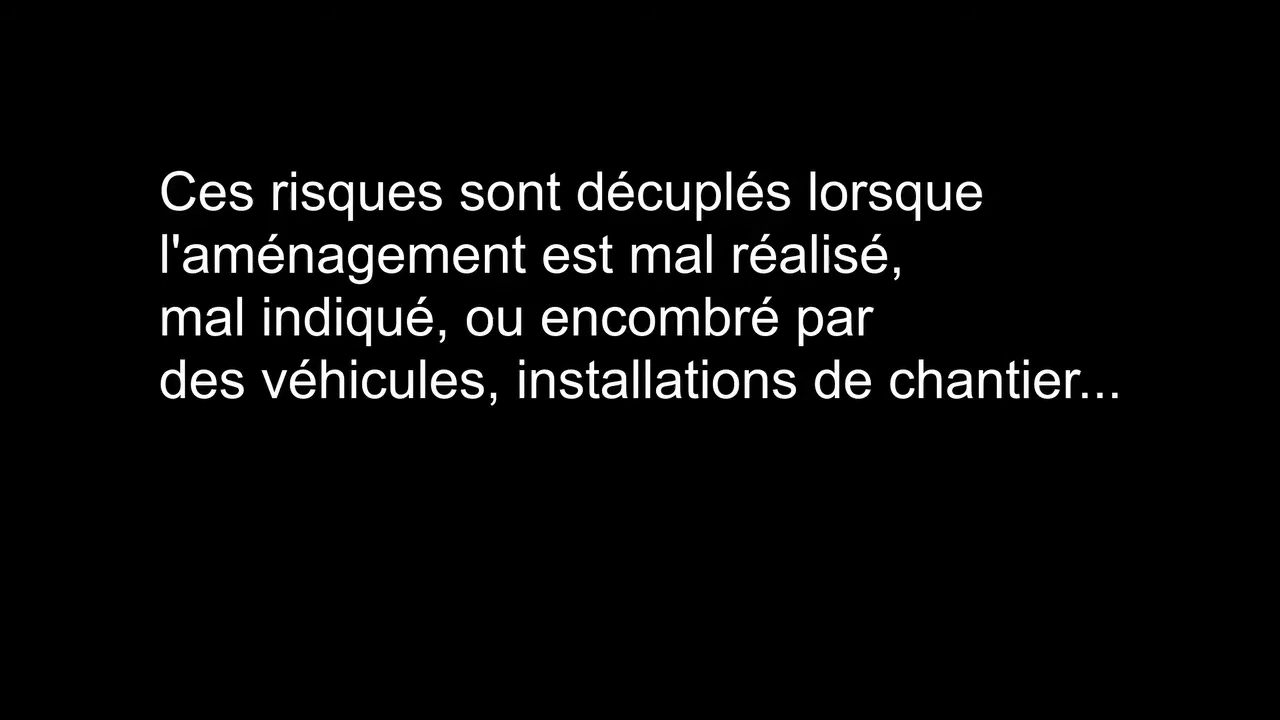 Ces risques sont décuplés lorsque
l'aménagement est mal réalisé,
mal indiqué, ou encombré par
des véhicules, installations de chantier...